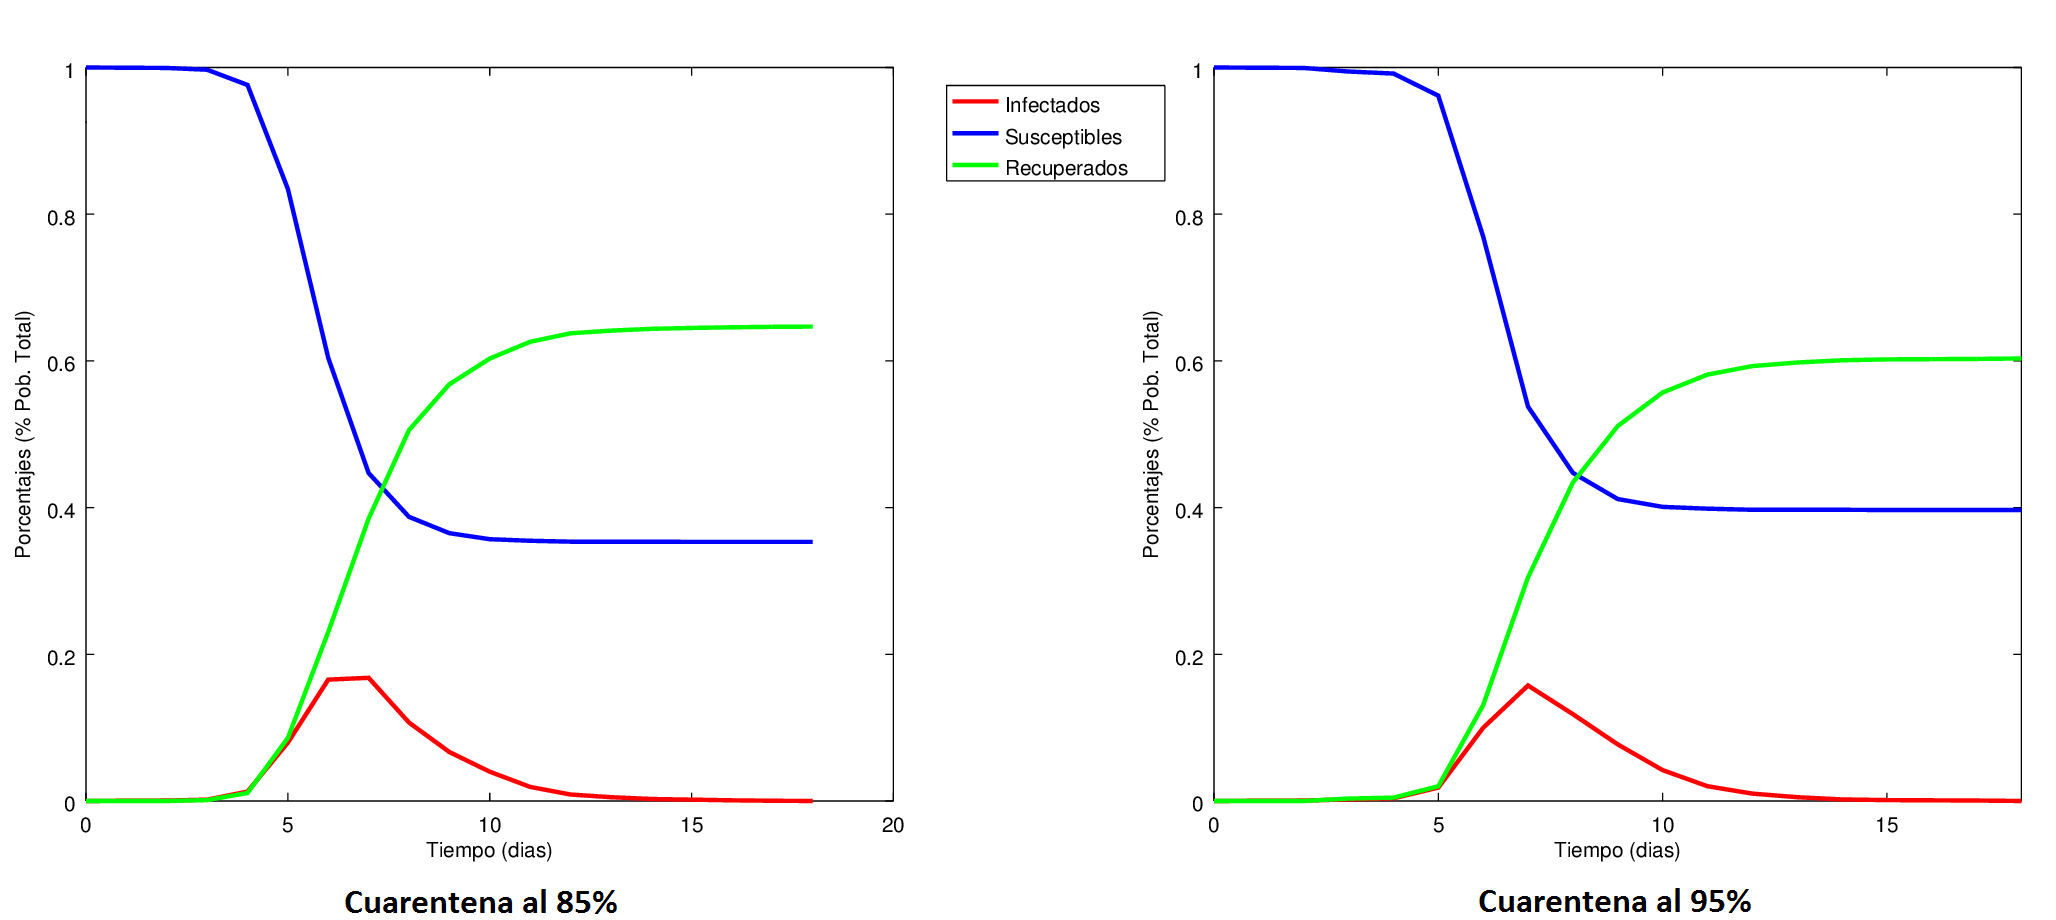 1
0.8
0.6
0.4
0.2
0
0
5
10
15
20
Porcentajes (% Pob. Total)
Tiempo (dias)
Cuarentena al 85%
Infectados
Susceptibles
Recuperados
1
0.8
0.6
0.4
0.2
0
0
5
10
15
Porcentajes (% Pob. Total)
Tiempo (dias)
Cuarentena al 95%